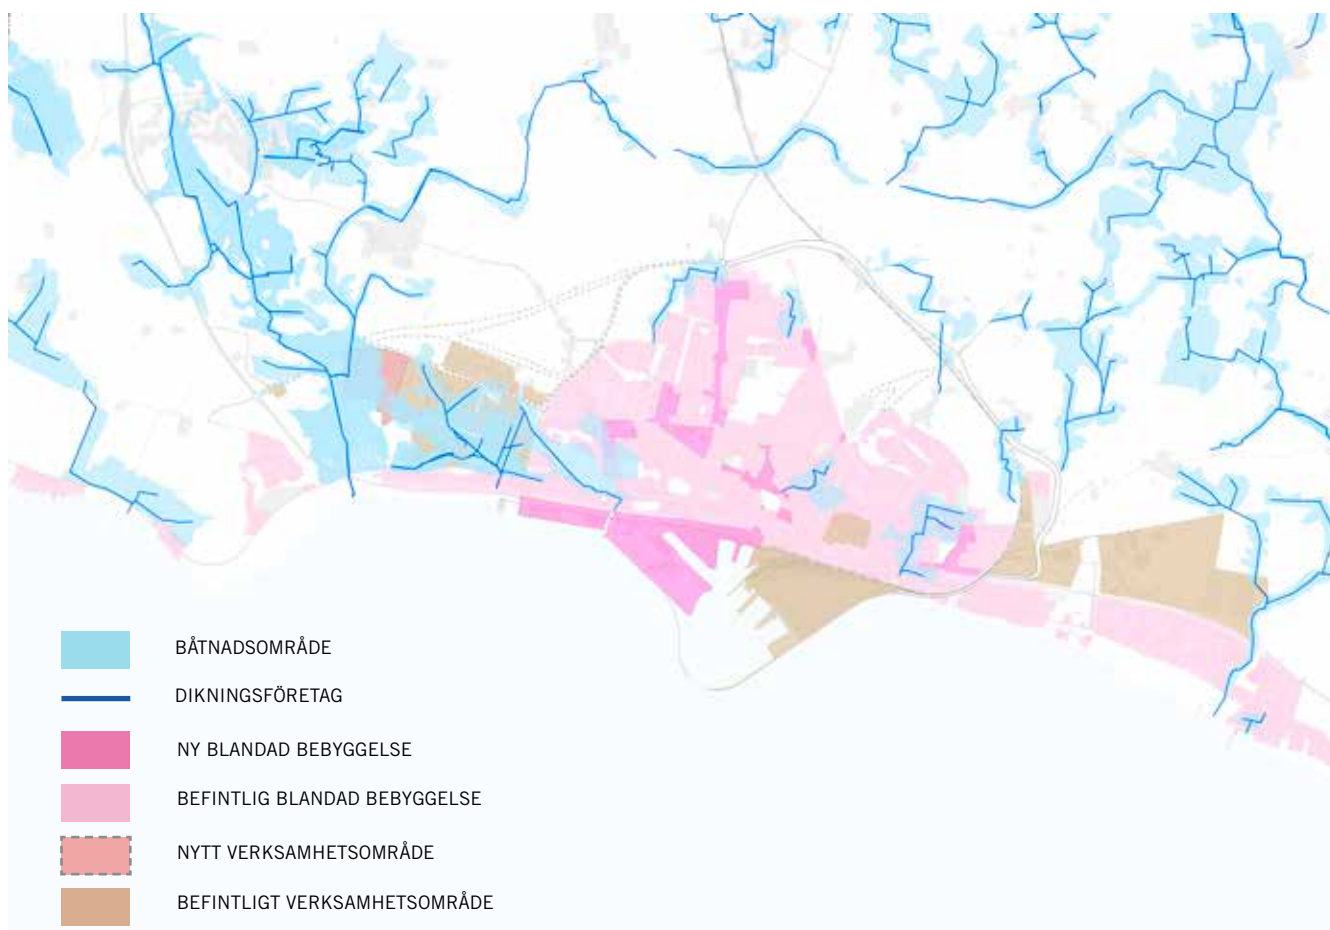 BÅTNADSOMRÅDE
DIKNINGSFÖRETAG
NY BLANDAD BEBYGGELSE
BEFINTLIG BLANDAD BEBYGGELSE
NYTT VERKSAMHETSOMRÅDE
BEFINTLIGT VERKSAMHETSOMRÅDE